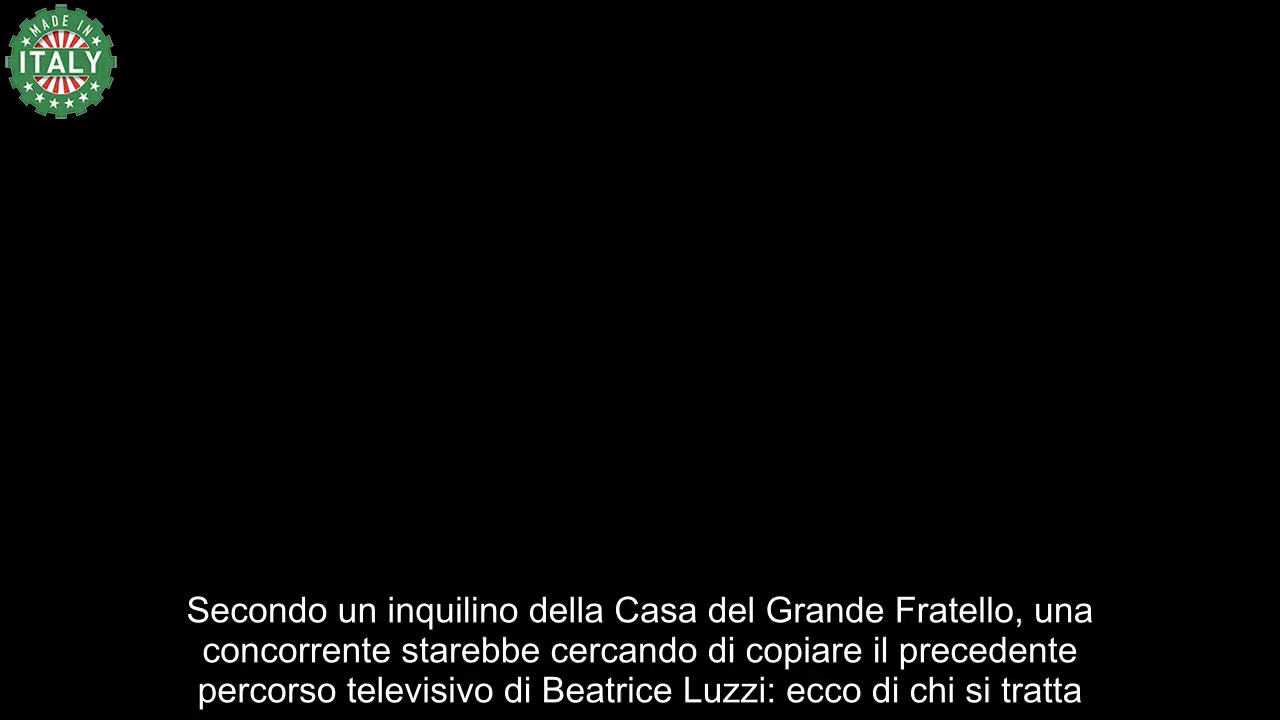 MADE IN
ITALY
Secondo un inquilino della Casa del Grande Fratello, una
concorrente starebbe cercando di copiare il precedente
percorso televisivo di Beatrice Luzzi: ecco di chi si tratta